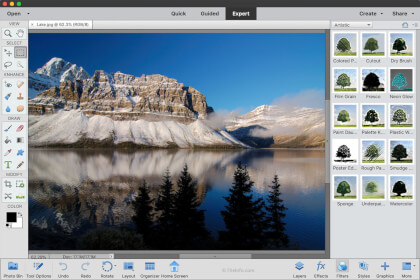 Open
Quick
Guided
Expert
Create
Share
Lake.jpg @ 62.3% (RGB/8)
VIEW
SELECT
ENHANCE
DRAW
MODIFY
COLOR
Artistic
Colored P...
Cutout
Dry Brush
Film Grain
Fresco
Neon Glow
Paint Dau...
Palette K...
Plastic W...
Poster Ed...
Rough Pa...
Smudge ...
Sponge
Underpai...
Watercolor
Photo Bin
Tool Options
Undo
Redo
Rotate
Layout
Organizer
Home Screen
Layers
Effects
Filters
Styles
Graphics
More